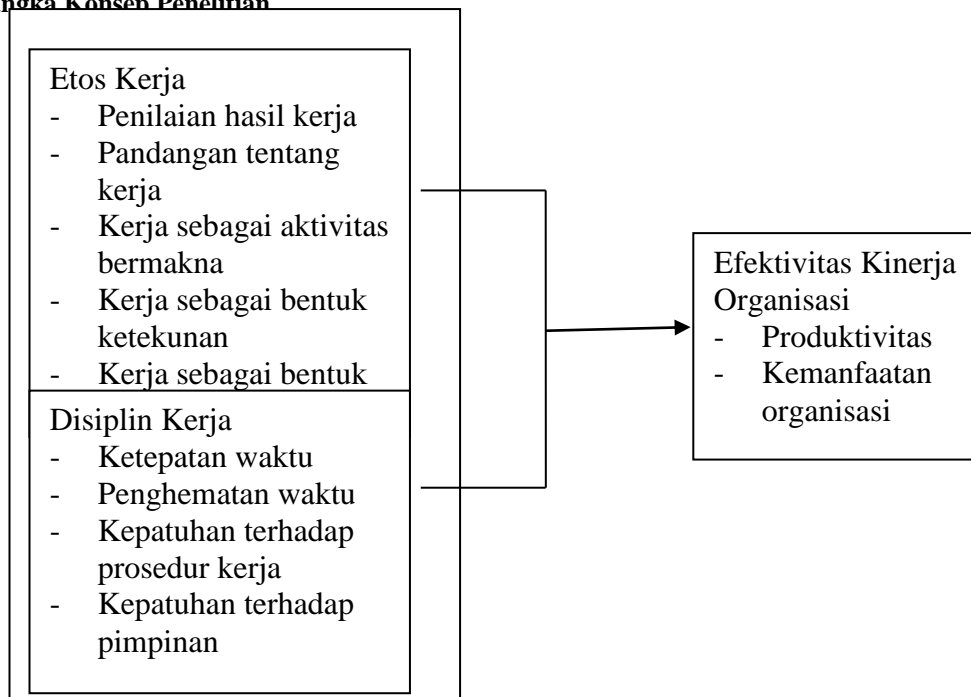 Konsep Penelitian
Etos Kerja
- Penilaian hasil kerja
- Pandangan tentang
kerja
- Kerja sebagai aktivitas
bermakna
- Kerja sebagai bentuk
ketekunan
- Kerja sebagai bentuk
Disiplin Kerja
- Ketepatan waktu
- Penghematan waktu
- Kepatuhan terhadap
prosedur kerja
- Kepatuhan terhadap
pimpinan
Efektivitas Kinerja
Organisasi
- Produktivitas
- Kemanfaatan
organisasi